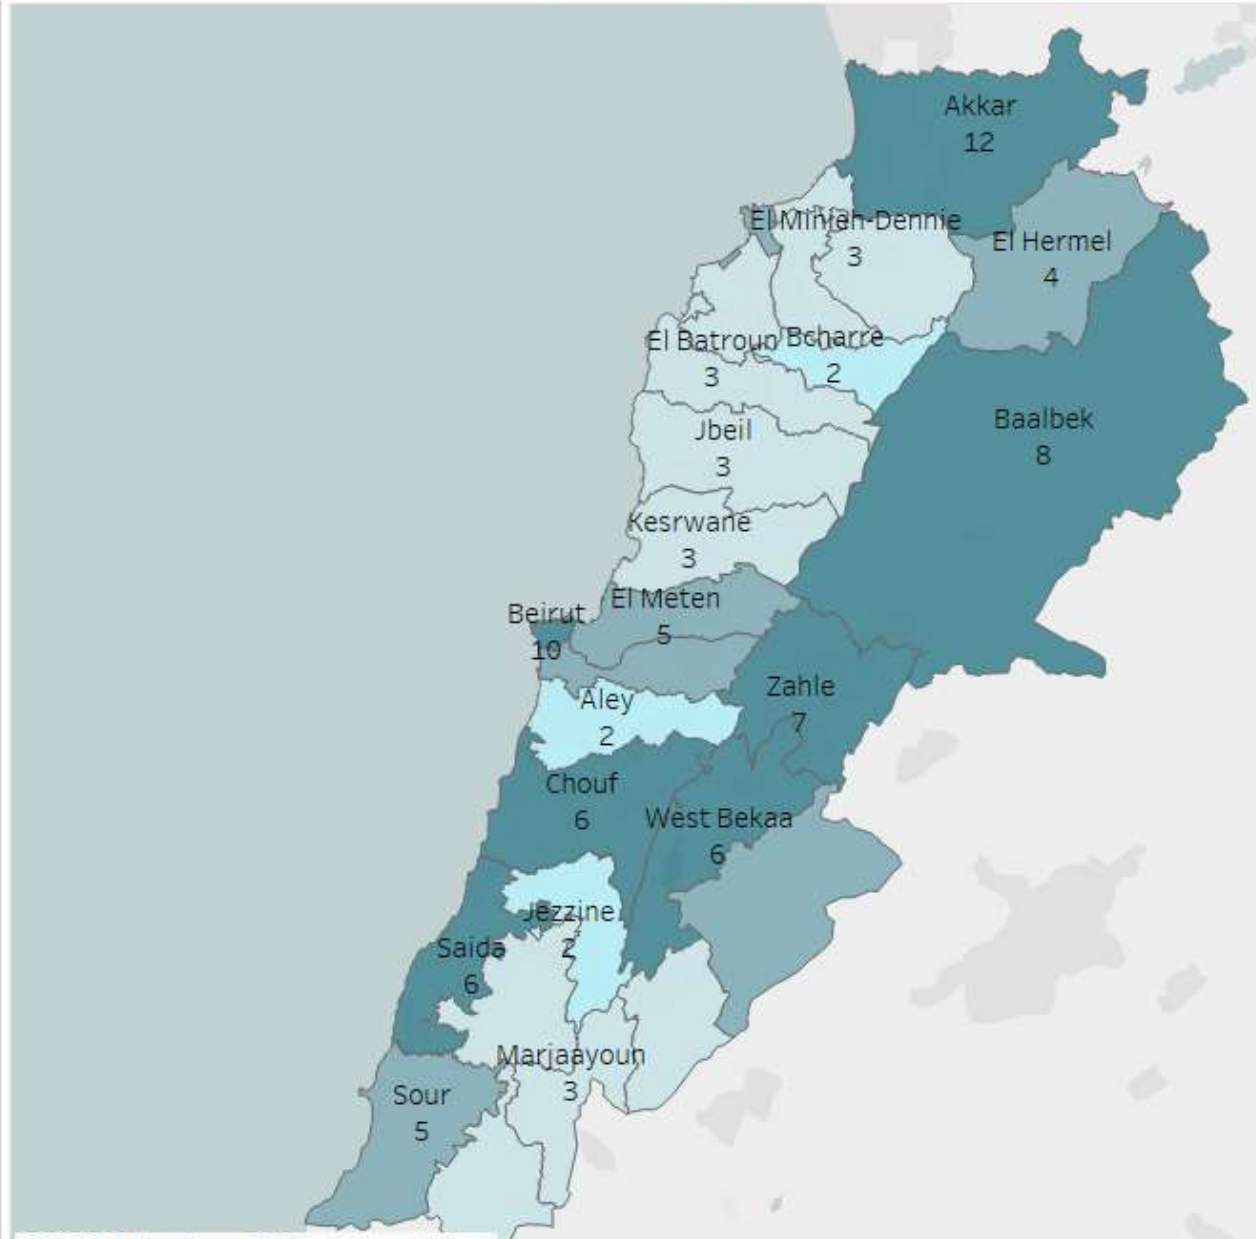 Akkar
12
El Minieh-Dennie
3
El Hermel
4
El Batroun
3
Bcharre
2
Baalbek
8
Jbeil
3
Kesrwane
3
El Meten
5
Beirut
10
Zahle
7
Aley
2
Chouf
6
West Bekaa
6
Jezzine
2
Saida
6
Marjaayoun
3
Sour
5